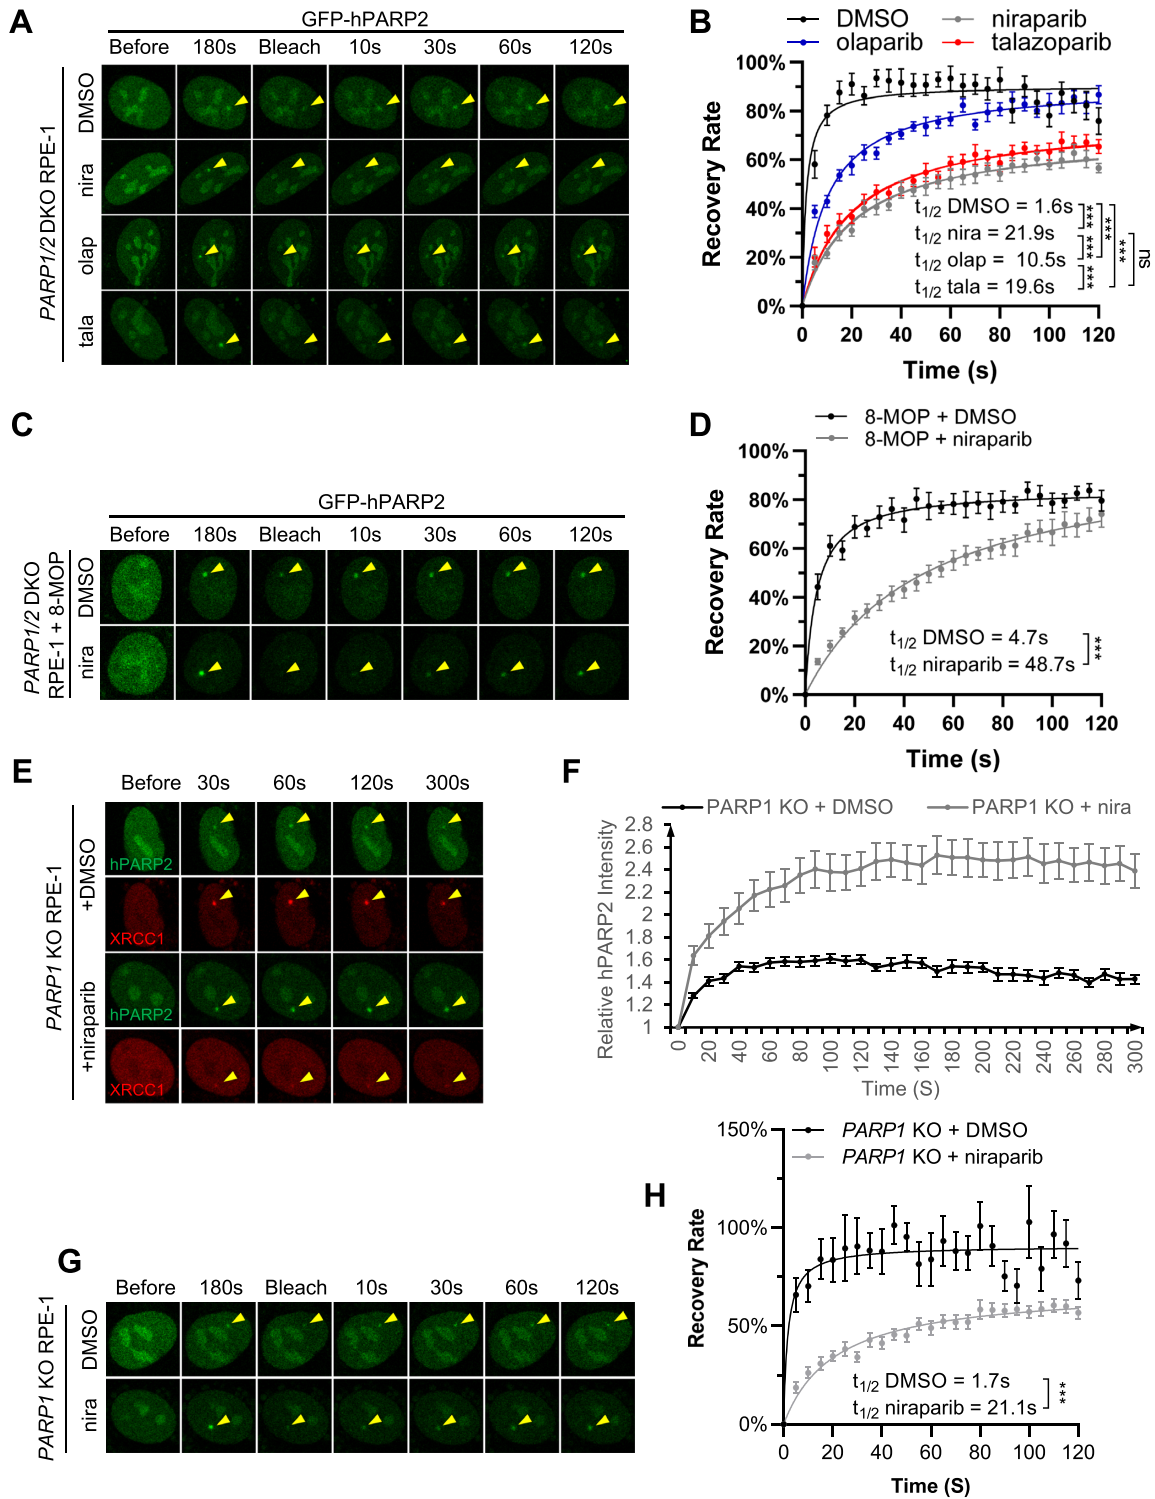 A
GFP-hPARP2
Before 180s Bleach 10s 30s 60s 120s
PARP1/2 DKO RPE-1
DMSO
nira
olap
tala
B
DMSO niraparib
olaparib talazoparib
Recovery Rate
100%
80%
60%
40%
20%
0%
t1/2 DMSO = 1.6s
t1/2 nira = 21.9s
t1/2 olap = 10.5s
t1/2 tala = 19.6s
***
***
***
***
***
ns
0 20 40 60 80 100 120
Time (s)
C
GFP-hPARP2
Before 180s Bleach 10s 30s 60s 120s
PARP1/2 DKO
RPE-1 + 8-MOP
DMSO
nira
D
8-MOP + DMSO
8-MOP + niraparib
Recovery Rate
100%
80%
60%
40%
20%
0%
t1/2 DMSO = 4.7s
t1/2 niraparib = 48.7s
***
0 20 40 60 80 100 120
Time (s)
E
Before 30s 60s 120s 300s
PARP1 KO RPE-1
+DMSO
+niraparib
hPARP2
XRCC1
hPARP2
XRCC1
F
PARP1 KO + DMSO PARP1 KO + nira
Relative hPARP2 Intensity
2.8
2.6
2.4
2.2
2
1.8
1.6
1.4
1.2
1
0 20 40 60 80 100 120 140 160 180 200 220 240 260 280 300
Time (S)
G
Before 180s Bleach 10s 30s 60s 120s
PARP1 KO RPE-1
DMSO
nira
H
PARP1 KO + DMSO
PARP1 KO + niraparib
Recovery Rate
150%
100%
50%
0%
t1/2 DMSO = 1.7s
t1/2 niraparib = 21.1s
***
0 20 40 60 80 100 120
Time (S)